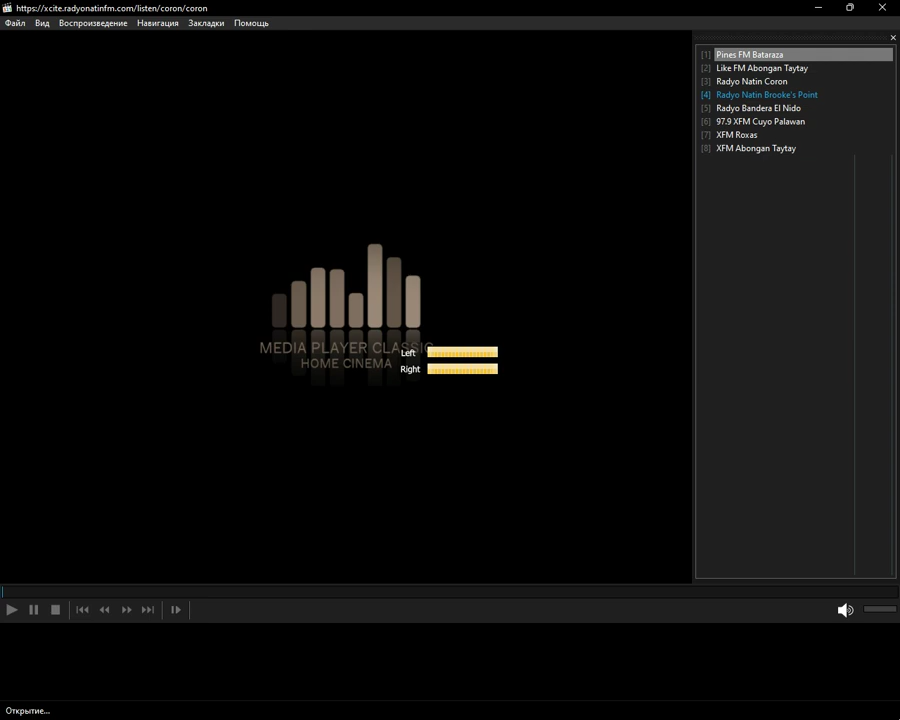 https://xcite.radyonatinfm.com/listen/coron/coron
Файл Вид Воспроизведение Навигация Закладки Помощь
[1] Pines FM Bataraza
[2] Like FM Abongan Taytay
[3] Radyo Natin Coron
[4] Radyo Natin Brooke's Point
[5] Radyo Bandera El Nido
[6] 97.9 XFM Cuyo Palawan
[7] XFM Roxas
[8] XFM Abongan Taytay
MEDIA PLAYER CLASSIC
HOME CINEMA
Left
Right
Открытие...